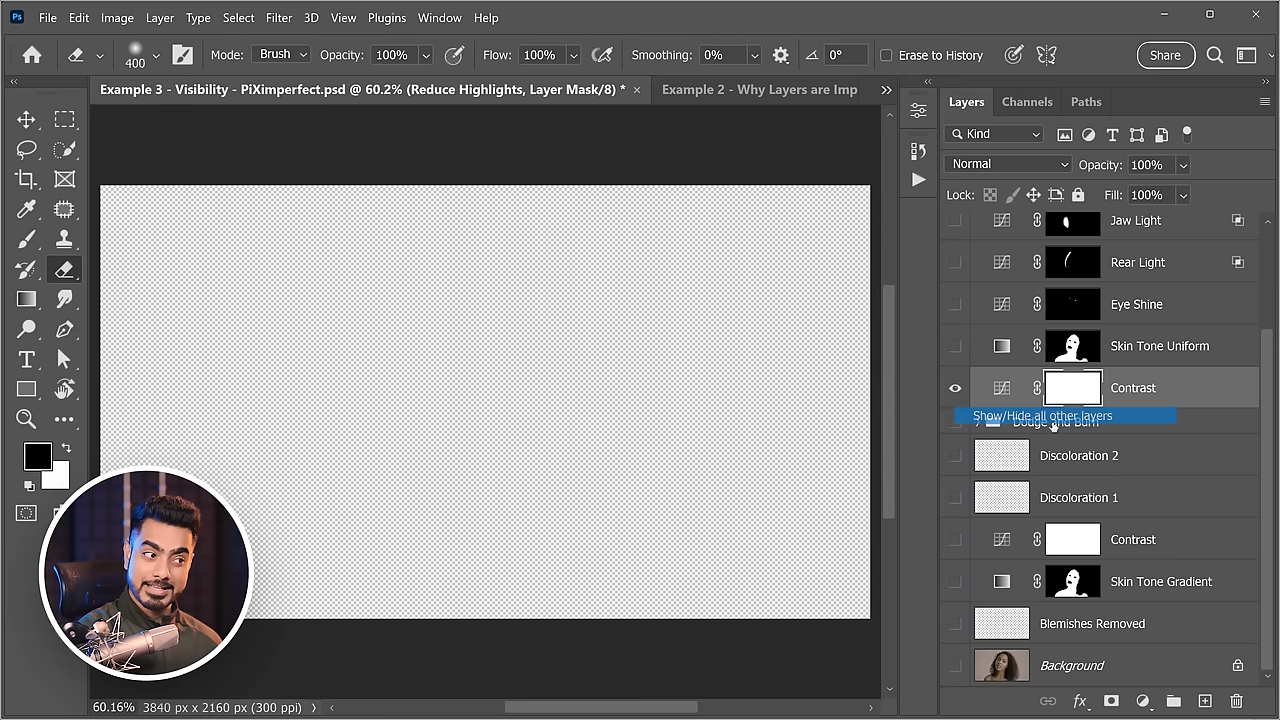 Ps File Edit Image Layer Type Select Filter 3D View Plugins Window Help
400 Mode: Brush Opacity: 100% Flow: 100% Smoothing: 0% 0° Erase to History Share
Example 3 - Visibility - PiXimperfect.psd @ 60.2% (Reduce Highlights, Layer Mask/8) * Example 2 - Why Layers are Imp
Layers Channels Paths
Kind
Normal Opacity: 100%
Lock: Fill: 100%
Jaw Light
Rear Light
Eye Shine
Skin Tone Uniform
Contrast
Show/Hide all other layers
Dodge and Burn
Discoloration 2
Discoloration 1
Contrast
Skin Tone Gradient
Blemishes Removed
Background
60.16% 3840 px x 2160 px (300 ppi)